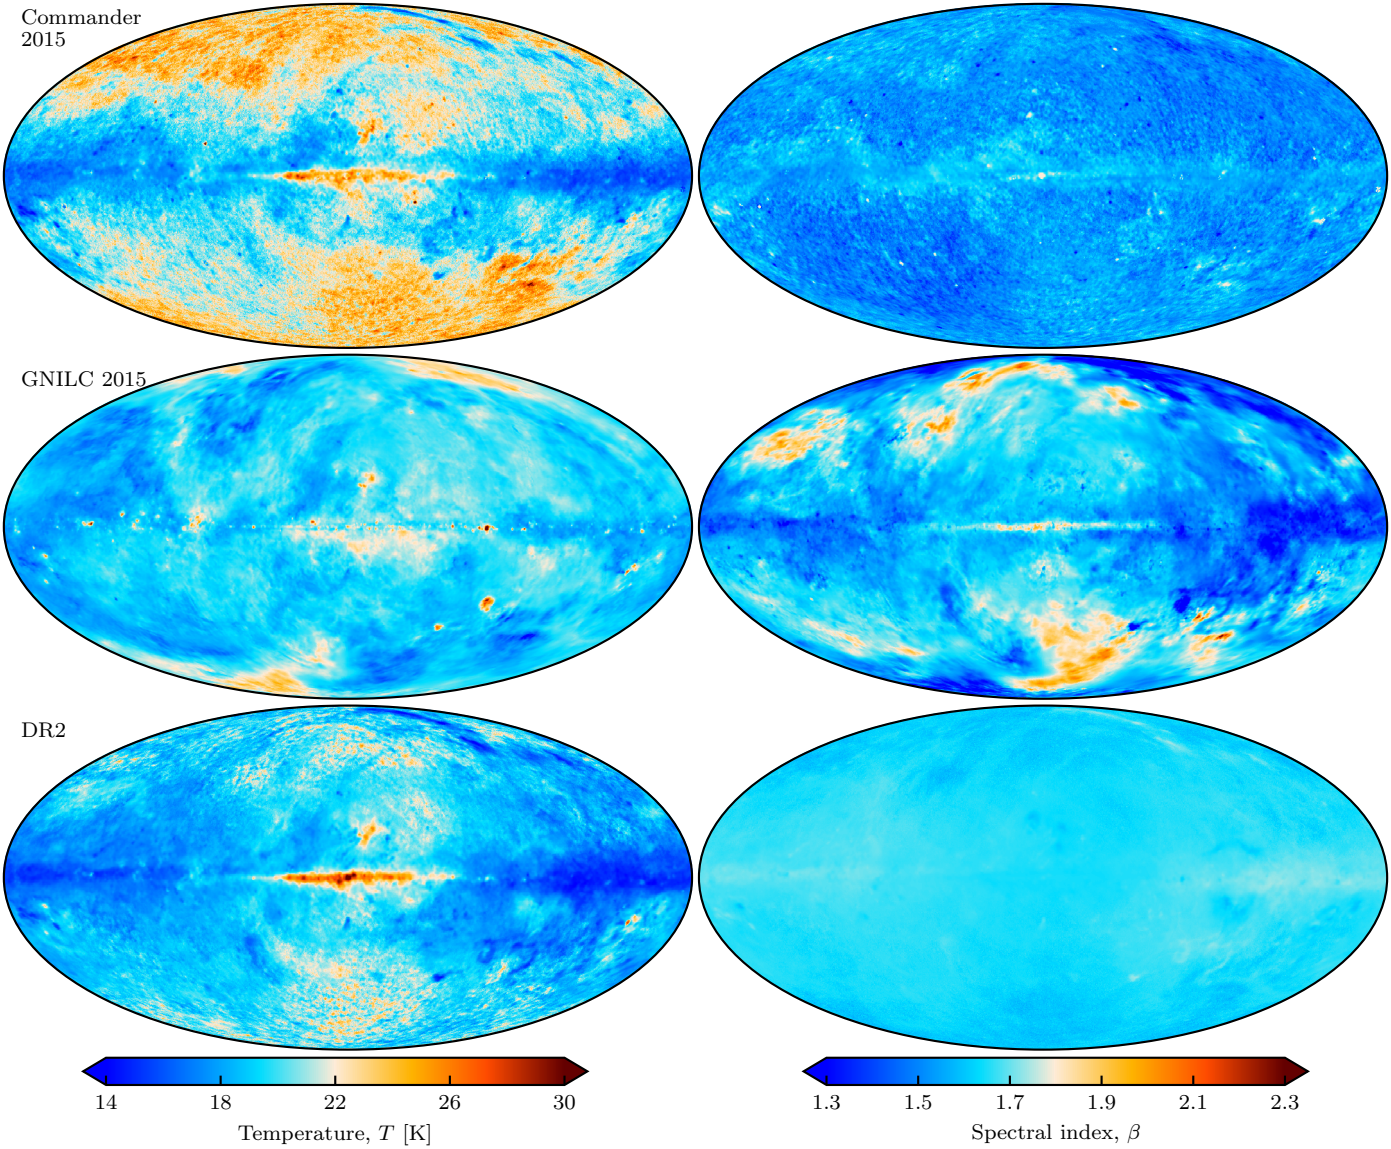 Commander
2015
GNILC 2015
DR2
14 18 22 26 30
Temperature, T [K]
1.3 1.5 1.7 1.9 2.1 2.3
Spectral index, β